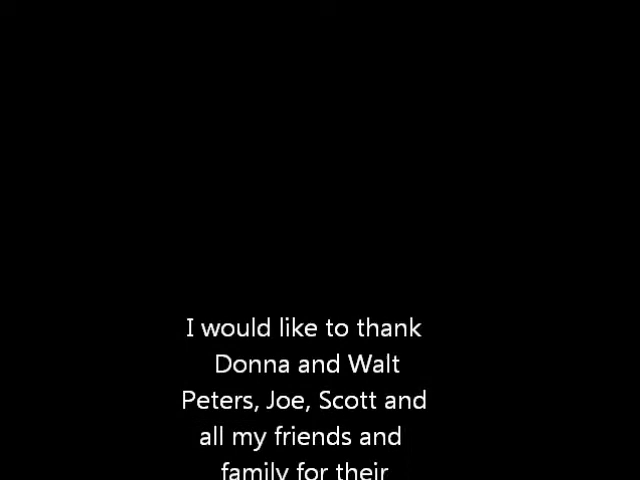 I would like to thank
Donna and Walt
Peters, Joe, Scott and
all my friends and
family for their